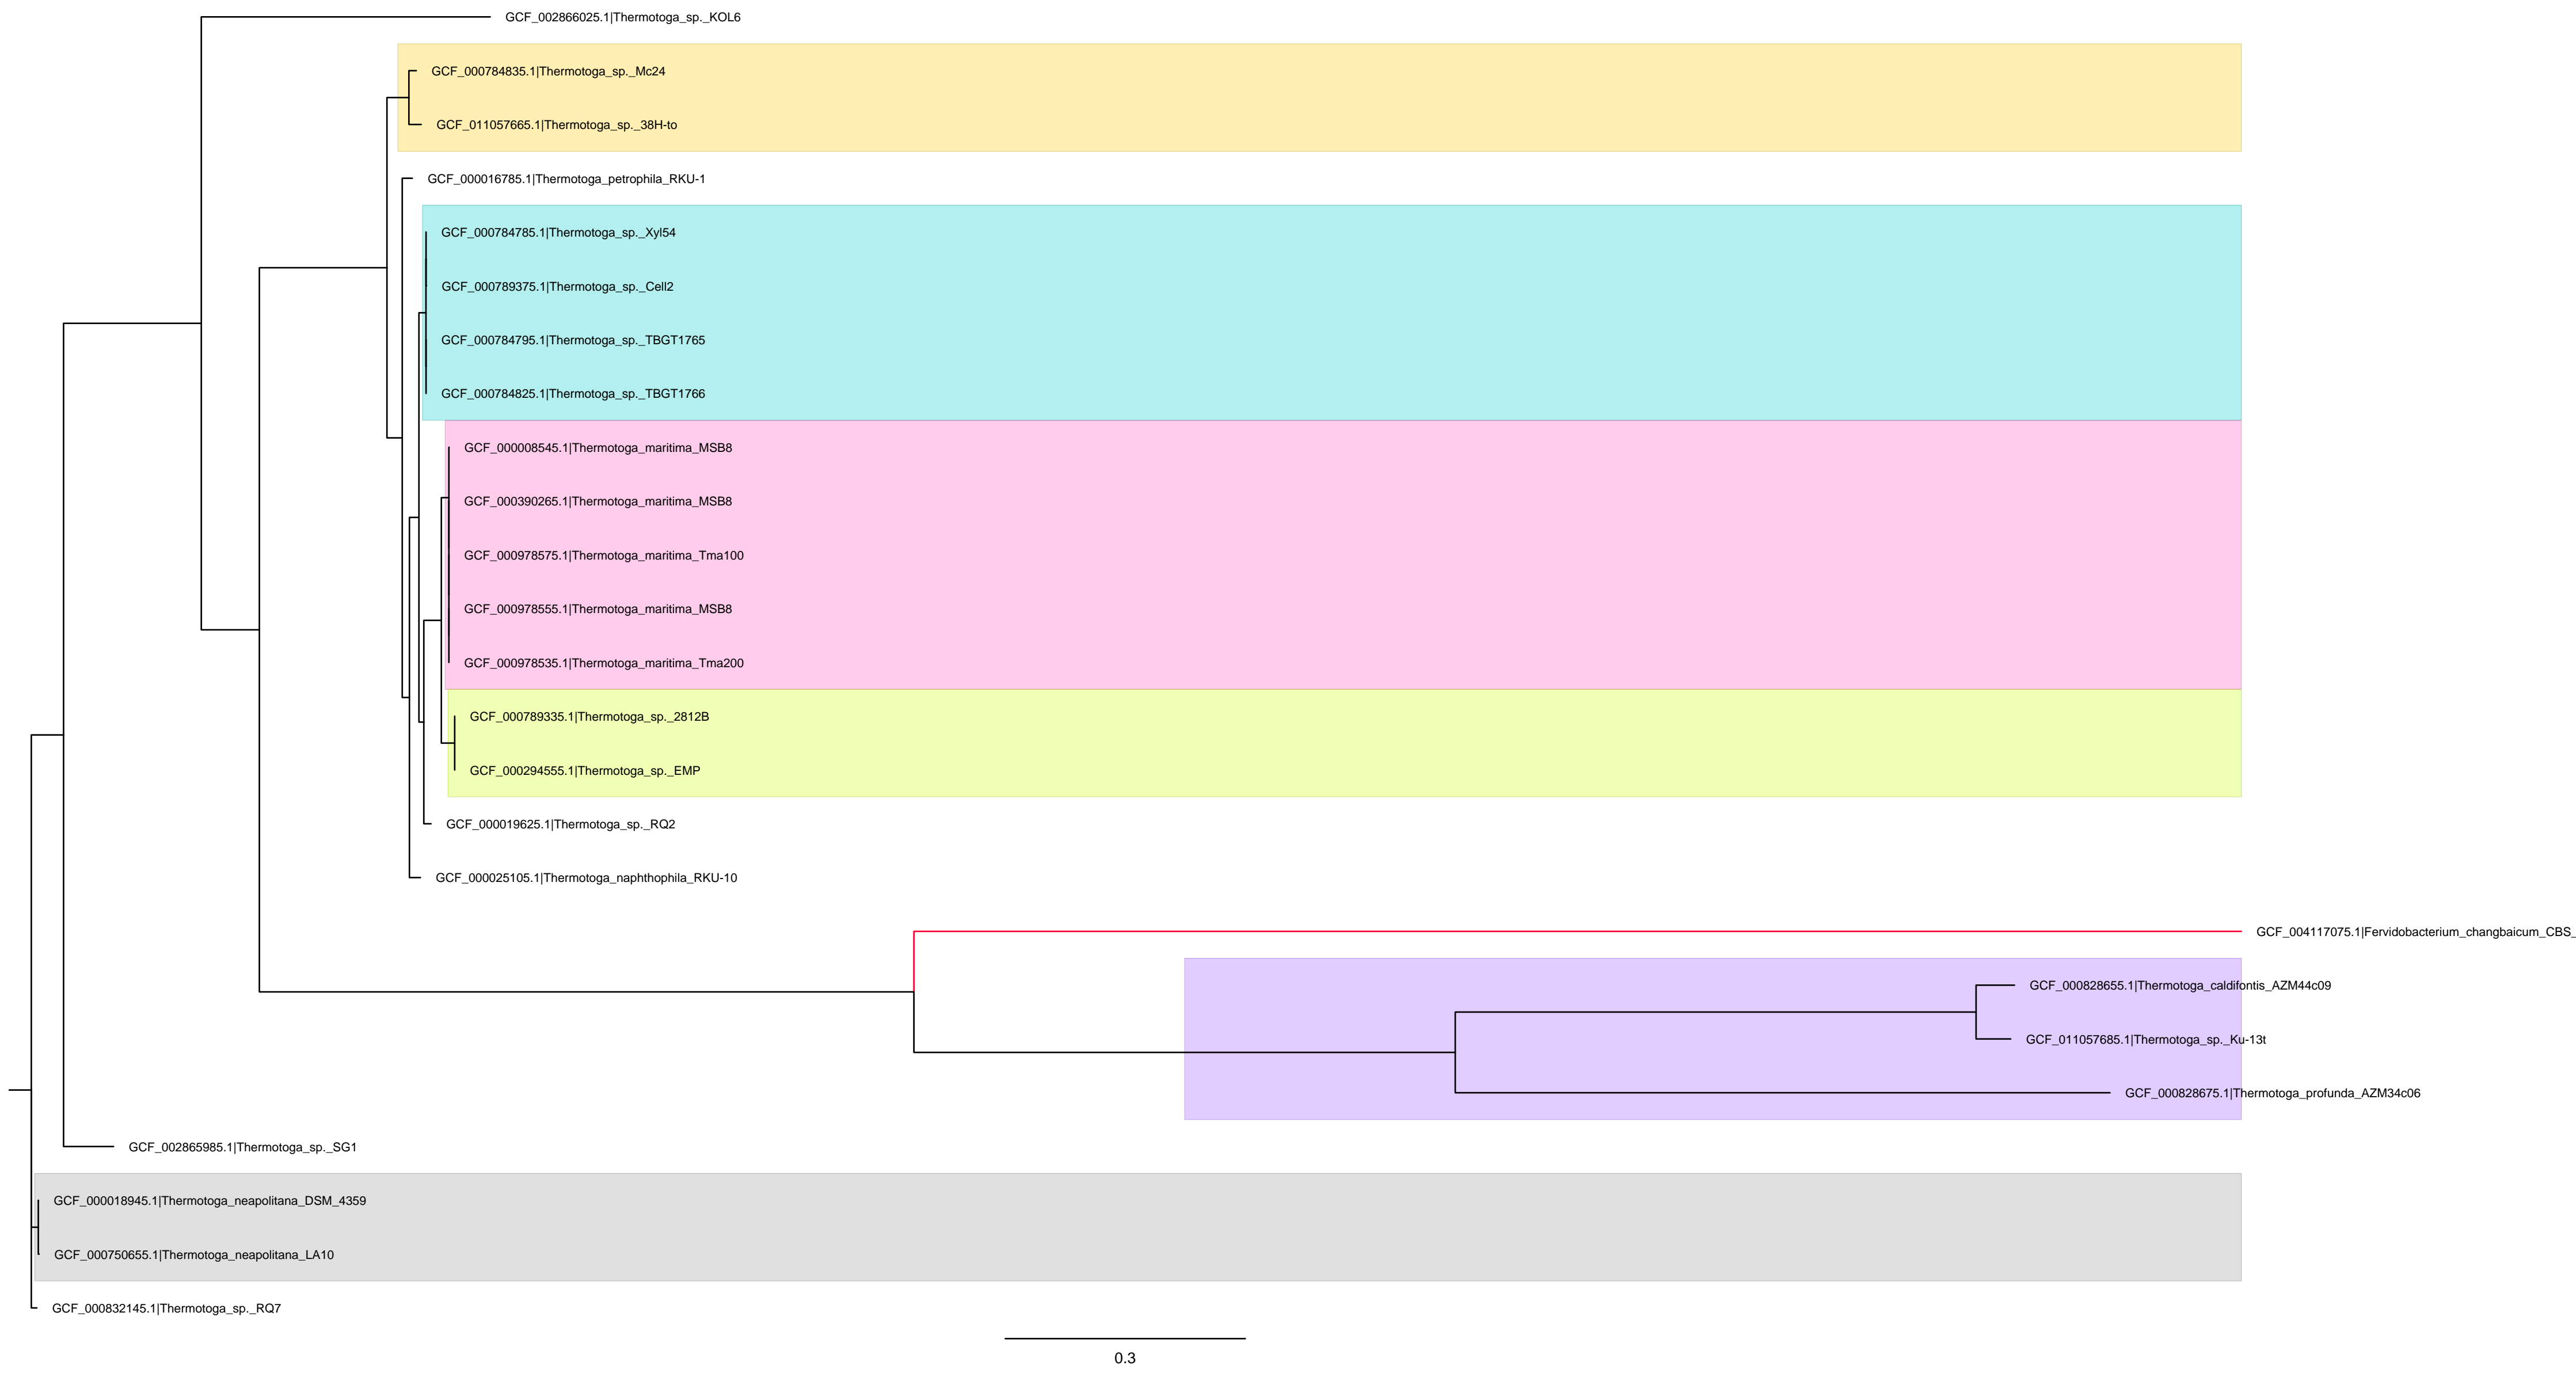 GCF_002866025.1|Thermotoga_sp._KOL6
GCF_000784835.1|Thermotoga_sp._Mc24
GCF_011057665.1|Thermotoga_sp._38H-to
GCF_000016785.1|Thermotoga_petrophila_RKU-1
GCF_000784785.1|Thermotoga_sp._Xyl54
GCF_000789375.1|Thermotoga_sp._Cell2
GCF_000784795.1|Thermotoga_sp._TBGT1765
GCF_000784825.1|Thermotoga_sp._TBGT1766
GCF_000008545.1|Thermotoga_maritima_MSB8
GCF_000390265.1|Thermotoga_maritima_MSB8
GCF_000978575.1|Thermotoga_maritima_Tma100
GCF_000978555.1|Thermotoga_maritima_MSB8
GCF_000978535.1|Thermotoga_maritima_Tma200
GCF_000789335.1|Thermotoga_sp._2812B
GCF_000294555.1|Thermotoga_sp._EMP
GCF_000019625.1|Thermotoga_sp._RQ2
GCF_000025105.1|Thermotoga_naphthophila_RKU-10
GCF_004117075.1|Fervidobacterium_changbaicum_CBS_
GCF_000828655.1|Thermotoga_caldifontis_AZM44c09
GCF_011057685.1|Thermotoga_sp._Ku-13t
GCF_000828675.1|Thermotoga_profunda_AZM34c06
GCF_002865985.1|Thermotoga_sp._SG1
GCF_000018945.1|Thermotoga_neapolitana_DSM_4359
GCF_000750655.1|Thermotoga_neapolitana_LA10
GCF_000832145.1|Thermotoga_sp._RQ7
0.3